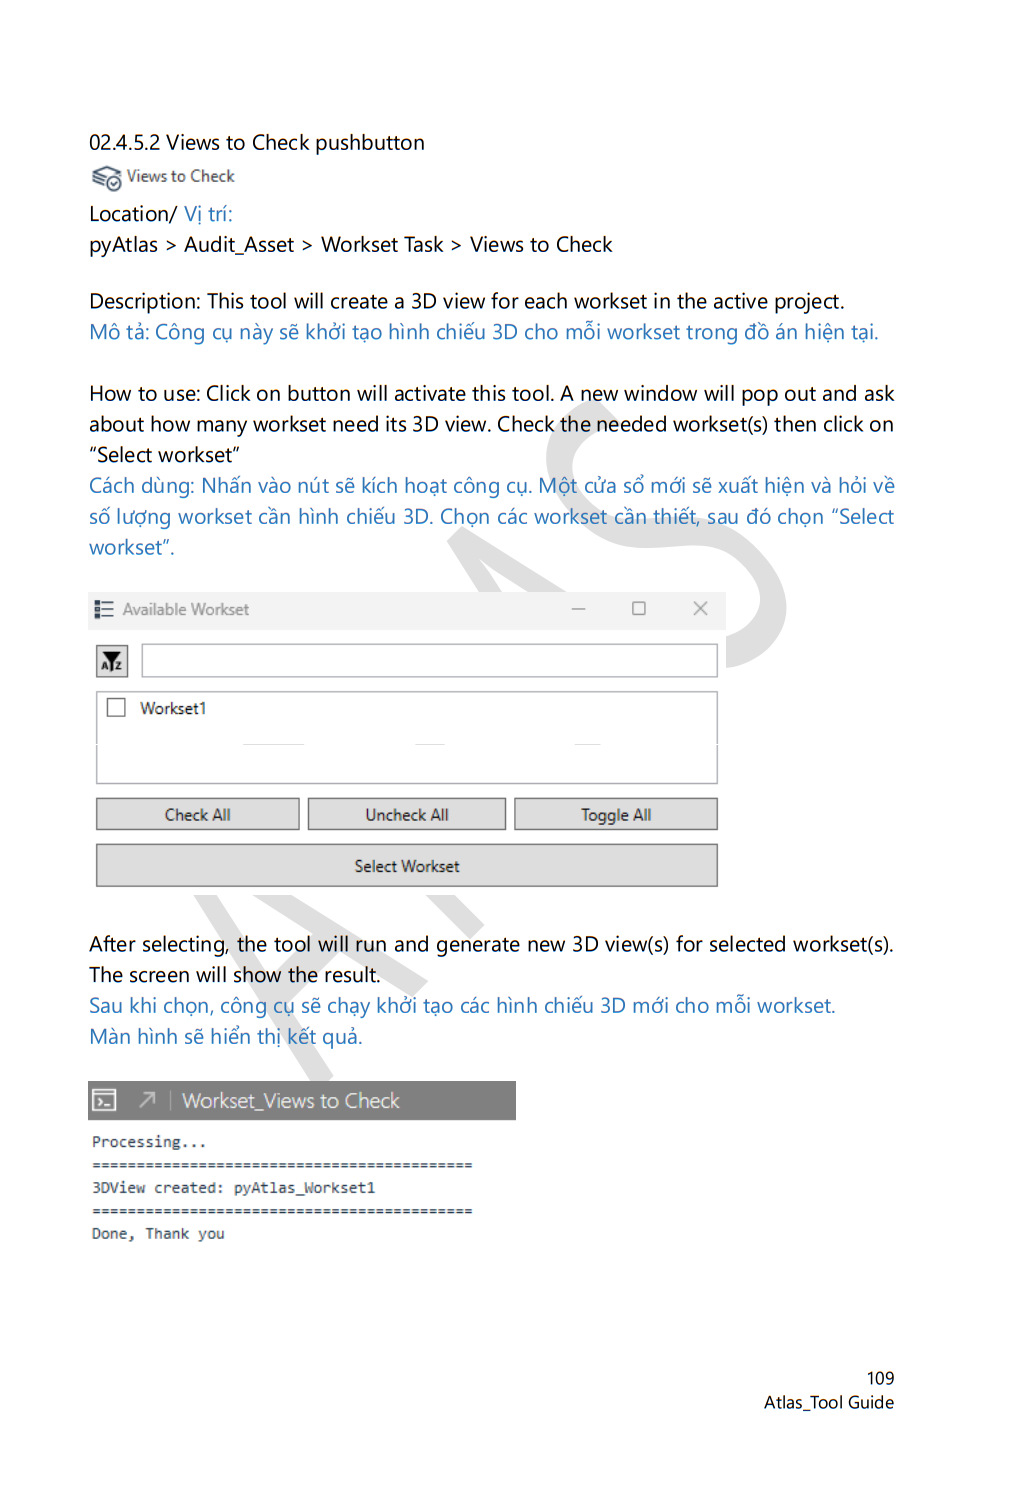 02.4.5.2 Views to Check pushbutton
Views to Check
Location/ Vị trí:
pyAtlas > Audit_Asset > Workset Task > Views to Check
Description: This tool will create a 3D view for each workset in the active project.
Mô tả: Công cụ này sẽ khởi tạo hình chiếu 3D cho mỗi workset trong đồ án hiện tại.
How to use: Click on button will activate this tool. A new window will pop out and ask
about how many workset need its 3D view. Check the needed workset(s) then click on
“Select workset”
Cách dùng: Nhấn vào nút sẽ kích hoạt công cụ. Một cửa sổ mới sẽ xuất hiện và hỏi về
số lượng workset cần hình chiếu 3D. Chọn các workset cần thiết, sau đó chọn “Select
workset”.
Available Workset
Workset1
Check All
Uncheck All
Toggle All
Select Workset
After selecting, the tool will run and generate new 3D view(s) for selected workset(s).
The screen will show the result.
Sau khi chọn, công cụ sẽ chạy khởi tạo các hình chiếu 3D mới cho mỗi workset.
Màn hình sẽ hiển thị kết quả.
Workset_Views to Check
Processing...
===========================================
3DView created: pyAtlas_Workset1
===========================================
Done, Thank you
109
Atlas_Tool Guide